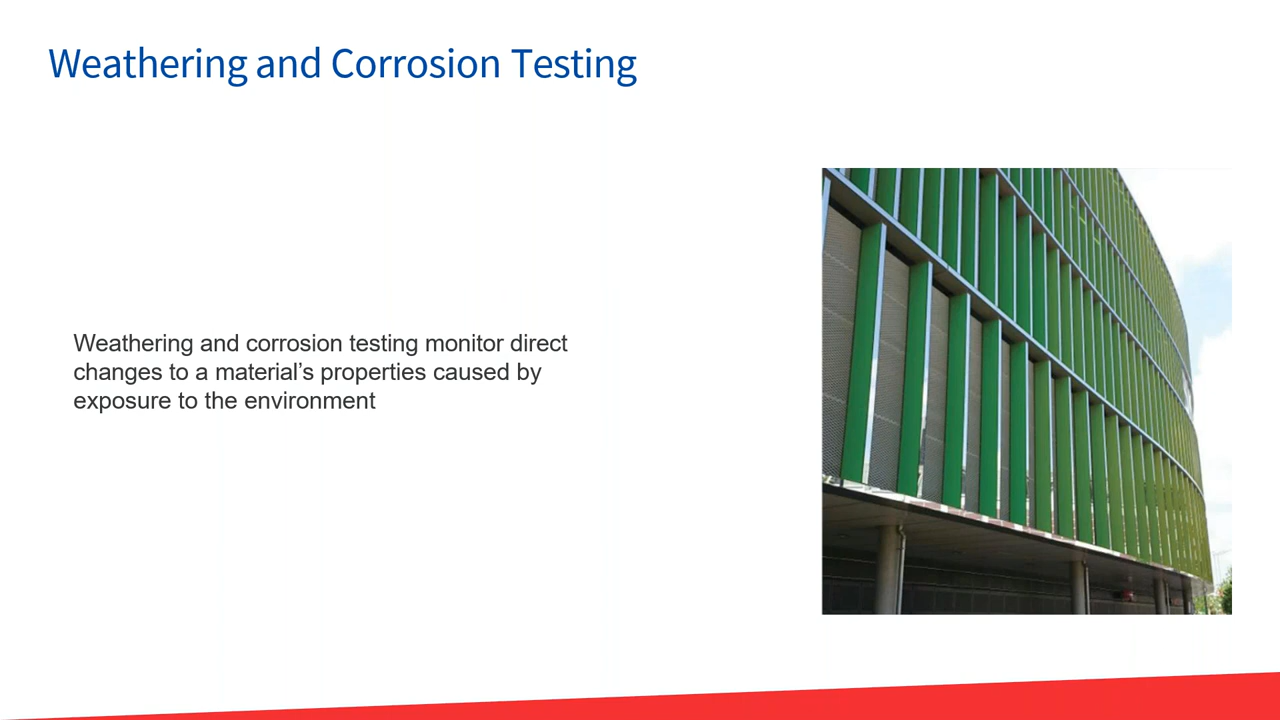 Weathering and Corrosion Testing
Weathering and corrosion testing monitor direct
changes to a material’s properties caused by
exposure to the environment